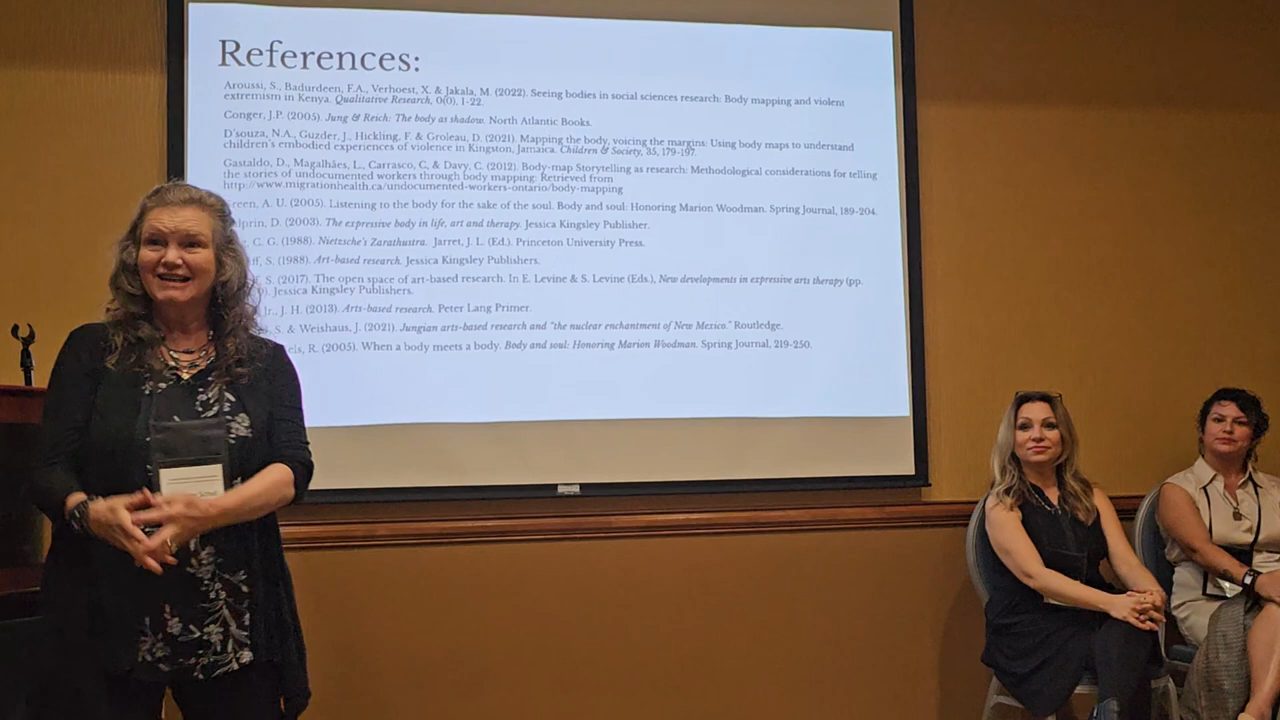 References:
Aroussi, S., Badurdeen, F.A., Verhoest, X. & Jakala, M. (2022). Seeing bodies in social sciences research: Body mapping and violent
extremism in Kenya. Qualitative Research, 0(0), 1-22.
Conger, J.P. (2005). Jung & Reich: The body as shadow. North Atlantic Books.
D'souza, N.A., Guzder, J., Hickling, F. & Groleau, D. (2021). Mapping the body, voicing the margins: Using body maps to understand
children's embodied experiences of violence in Kingston, Jamaica. Children & Society, 35, 179-197.
Gastaldo, D., Magalhães, L., Carrasco, C, & Davy, C. (2012). Body-map Storytelling as research: Methodological considerations for telling
the stories of undocumented workers through body mapping: Retrieved from
http://www.migrationhealth.ca/undocumented-workers-ontario/body-mapping
reen, A. U. (2005). Listening to the body for the sake of the soul. Body and soul: Honoring Marion Woodman. Spring Journal, 189-204.
lprin, D. (2003). The expressive body in life, art and therapy. Jessica Kingsley Publisher.
C. G. (1988). Nietzsche's Zarathustra. Jarret, J. L. (Ed.). Princeton University Press.
ff, S. (1988). Art-based research. Jessica Kingsley Publishers.
S. (2017). The open space of art-based research. In E. Levine & S. Levine (Eds.), New developments in expressive arts therapy (pp.
Jessica Kingsley Publishers.
Jr., J. H. (2013). Arts-based research. Peter Lang Primer.
S. & Weishaus, J. (2021). Jungian arts-based research and "the nuclear enchantment of New Mexico." Routledge.
els, R. (2005). When a body meets a body. Body and soul: Honoring Marion Woodman. Spring Journal, 219-250.